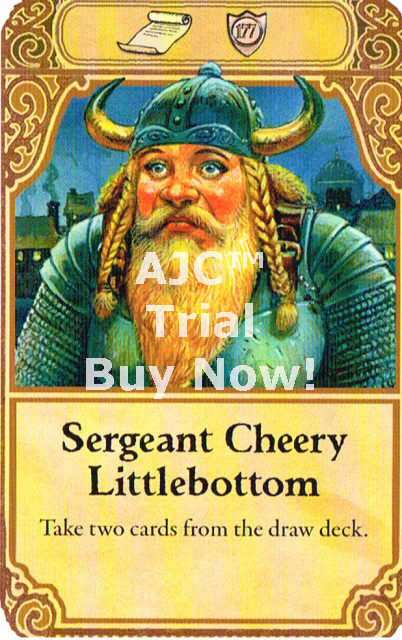 177
AJC™
Trial
Buy Now!
Sergeant Cheery
Littlebottom
Take two cards from the draw deck.